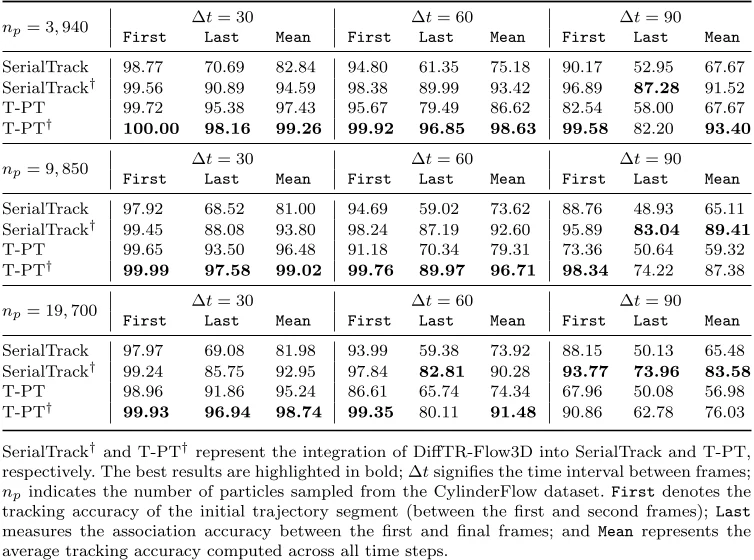 n_p = 3,940 Δt = 30 Δt = 60 Δt = 90
First Last Mean First Last Mean First Last Mean
SerialTrack 98.77 70.69 82.84 94.80 61.35 75.18 90.17 52.95 67.67
SerialTrack† 99.56 90.89 94.59 98.38 89.99 93.42 96.89 87.28 91.52
T-PT 99.72 95.38 97.43 95.67 79.49 86.62 82.54 58.00 67.67
T-PT† 100.00 98.16 99.26 99.92 96.85 98.63 99.58 82.20 93.40
n_p = 9,850 Δt = 30 Δt = 60 Δt = 90
First Last Mean First Last Mean First Last Mean
SerialTrack 97.92 68.52 81.00 94.69 59.02 73.62 88.76 48.93 65.11
SerialTrack† 99.45 88.08 93.80 98.24 87.19 92.60 95.89 83.04 89.41
T-PT 99.65 93.50 96.48 91.18 70.34 79.31 73.36 50.64 59.32
T-PT† 99.99 97.58 99.02 99.76 89.97 96.71 98.34 74.22 87.38
n_p = 19,700 Δt = 30 Δt = 60 Δt = 90
First Last Mean First Last Mean First Last Mean
SerialTrack 97.97 69.08 81.98 93.99 59.38 73.92 88.15 50.13 65.48
SerialTrack† 99.24 85.75 92.95 97.84 82.81 90.28 93.77 73.96 83.58
T-PT 98.96 91.86 95.24 86.61 65.74 74.34 67.96 50.08 56.98
T-PT† 99.93 96.94 98.74 99.35 80.11 91.48 90.86 62.78 76.03
SerialTrack† and T-PT† represent the integration of DiffTR-Flow3D into SerialTrack and T-PT,
respectively. The best results are highlighted in bold; Δt signifies the time interval between frames;
n_p indicates the number of particles sampled from the CylinderFlow dataset. First denotes the
tracking accuracy of the initial trajectory segment (between the first and second frames); Last
measures the association accuracy between the first and final frames; and Mean represents the
average tracking accuracy computed across all time steps.